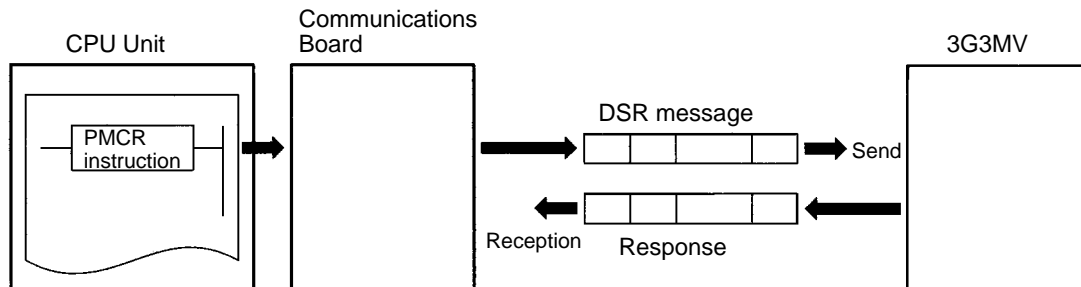 Communications
Board
CPU Unit
3G3MV
DSR message
PMCR
instruction
Send
Reception
Response